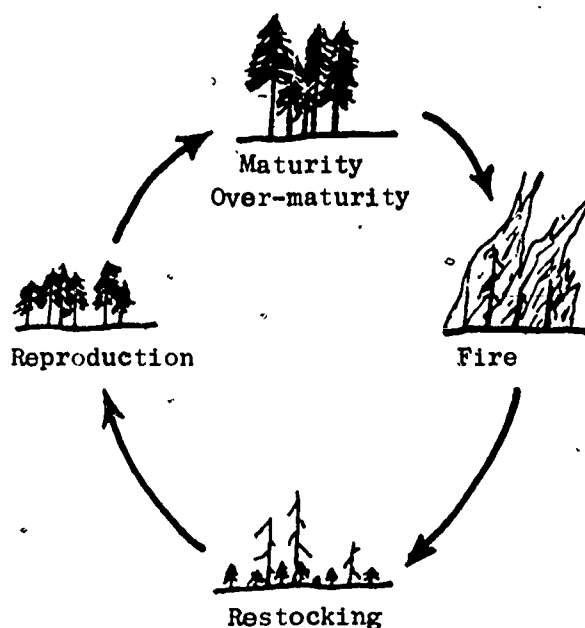 Maturity
Over-maturity
Reproduction
Fire
Restocking